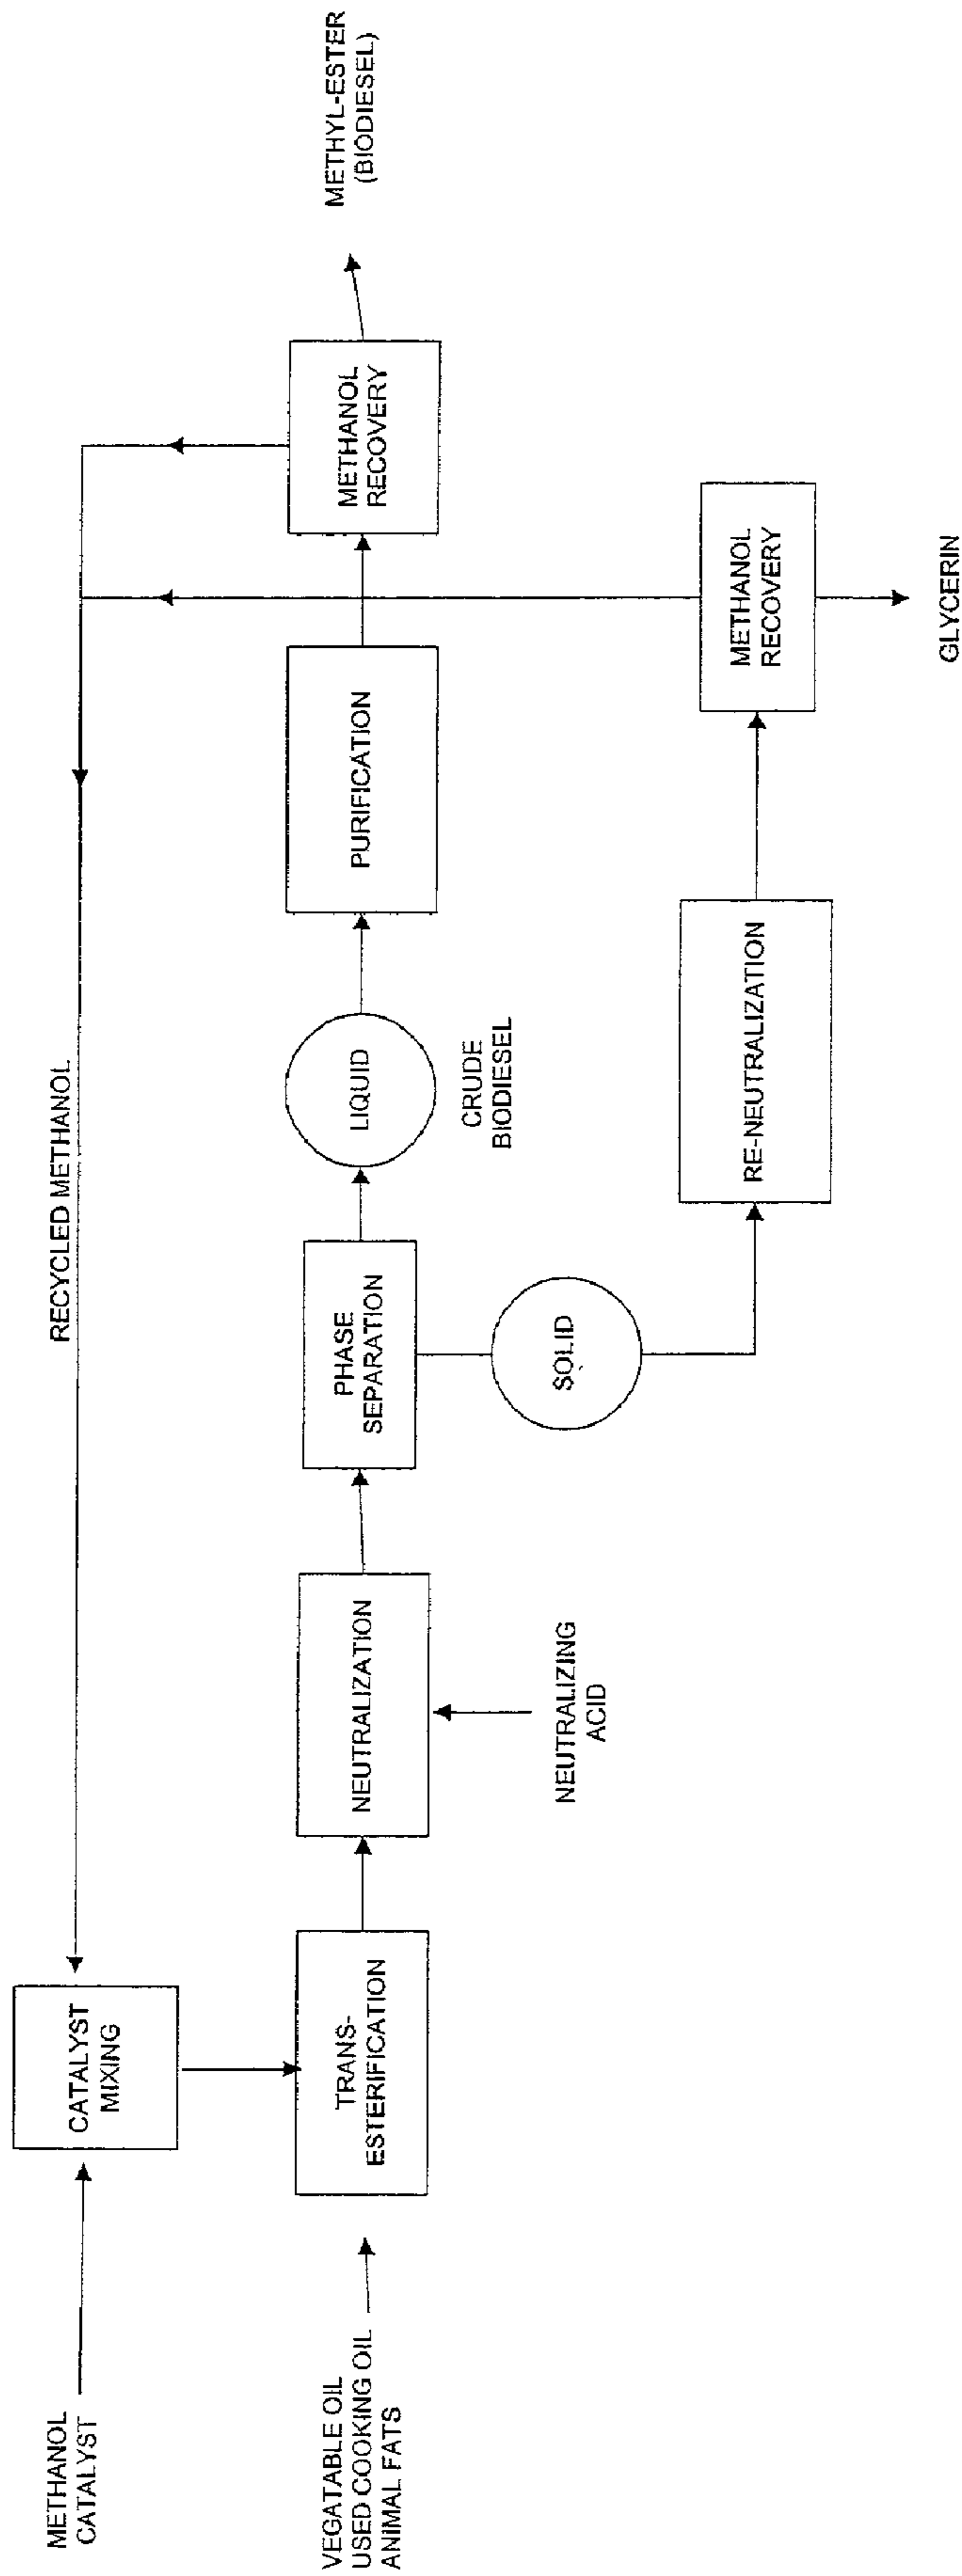 METHANOL
CATALYST
CATALYST
MIXING
RECYCLED METHANOL
VEGATABLE OIL
USED COOKING OIL
ANIMAL FATS
TRANS-
ESTERIFICATION
NEUTRALIZATION
NEUTRALIZING
ACID
PHASE
SEPARATION
LIQUID
CRUDE
BIODIESEL
PURIFICATION
METHANOL
RECOVERY
METHYL-ESTER
(BIODIESEL)
SOLID
RE-NEUTRALIZATION
METHANOL
RECOVERY
GLYCERIN